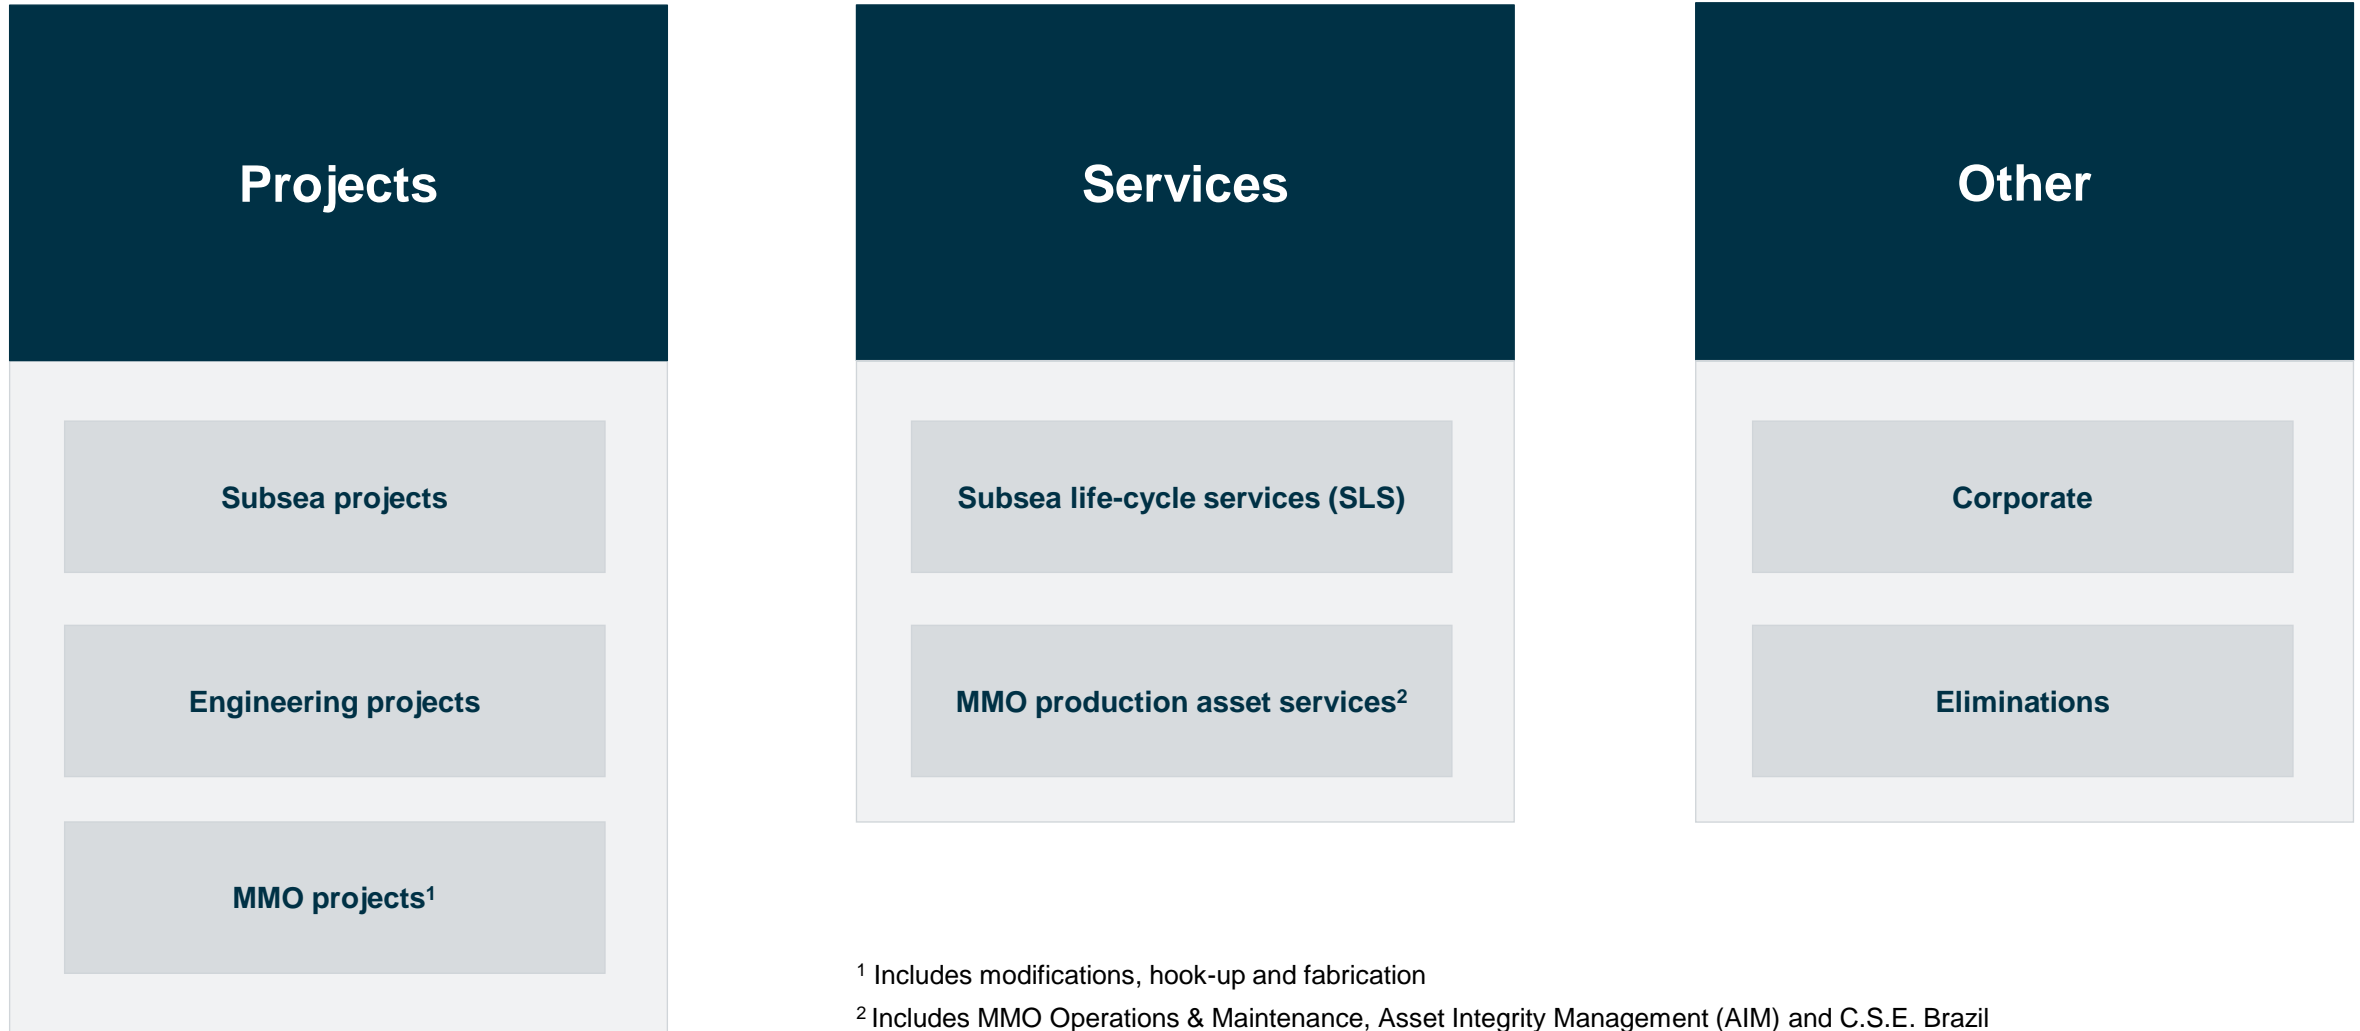 Projects
Subsea projects
Engineering projects
MMO projects¹
Services
Subsea life-cycle services (SLS)
MMO production asset services²
Other
Corporate
Eliminations
¹ Includes modifications, hook-up and fabrication
² Includes MMO Operations & Maintenance, Asset Integrity Management (AIM) and C.S.E. Brazil